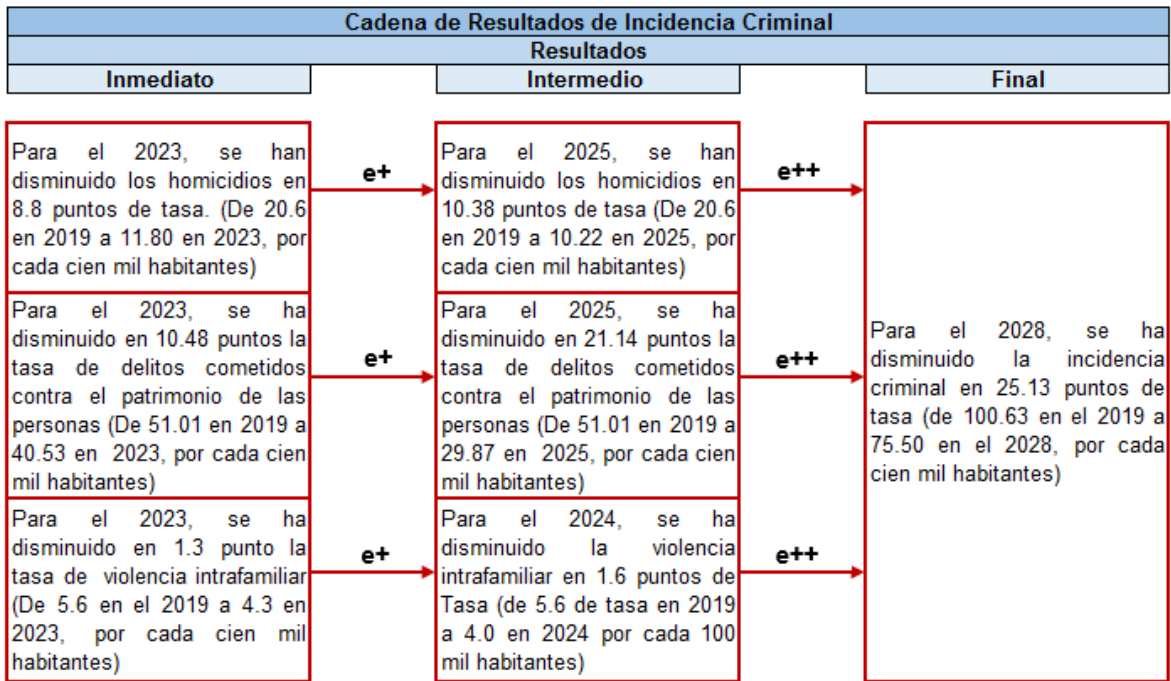 Cadena de Resultados de Incidencia Criminal
Resultados
Inmediato
Intermedio
Final
Para el 2023, se han
disminuido los homicidios en
8.8 puntos de tasa. (De 20.6
en 2019 a 11.80 en 2023, por
cada cien mil habitantes)
e+
Para el 2025, se han
disminuido los homicidios en
10.38 puntos de tasa (De 20.6
en 2019 a 10.22 en 2025, por
cada cien mil habitantes)
e++
Para el 2023, se ha
disminuido en 10.48 puntos la
tasa de delitos cometidos
contra el patrimonio de las
personas (De 51.01 en 2019 a
40.53 en 2023, por cada cien
mil habitantes)
e+
Para el 2025, se ha
disminuido en 21.14 puntos la
tasa de delitos cometidos
contra el patrimonio de las
personas (De 51.01 en 2019 a
29.87 en 2025, por cada cien
mil habitantes)
e++
Para el 2023, se ha
disminuido en 1.3 punto la
tasa de violencia intrafamiliar
(De 5.6 en el 2019 a 4.3 en
2023, por cada cien mil
habitantes)
e+
Para el 2024, se ha
disminuido la violencia
intrafamiliar en 1.6 puntos de
Tasa (de 5.6 de tasa en 2019
a 4.0 en 2024 por cada 100
mil habitantes)
e++
Para el 2028, se ha
disminuido la incidencia
criminal en 25.13 puntos de
tasa (de 100.63 en el 2019 a
75.50 en el 2028, por cada
cien mil habitantes)